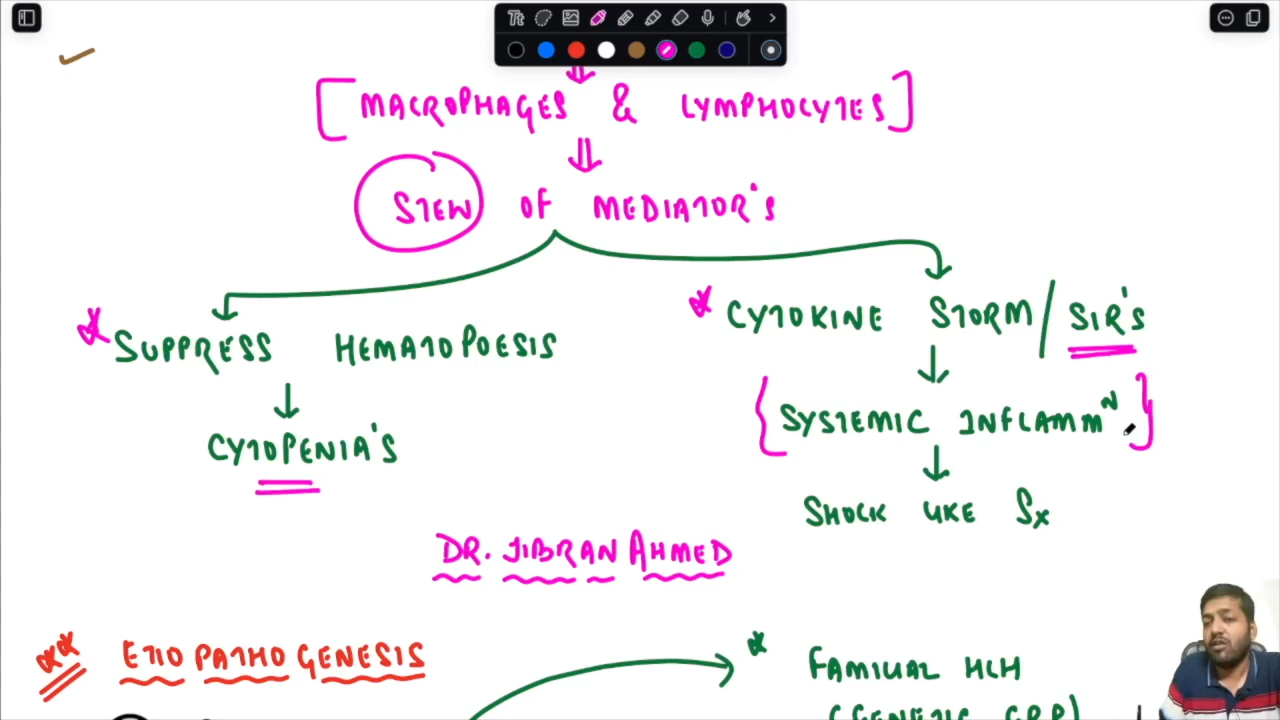 [MACROPHAGES & LYMPHOCYTES]
STEW OF MEDIATOR'S
SUPPRESS HEMATOPOESIS
CYTOPENIA'S
CYTOKINE STORM/SIR'S
{SYSTEMIC INFLAMMᴺ}
SHOCK LIKE Sx
DR. JIBRAN AHMED
ETIO PATHO GENESIS
FAMILIAL HLH
(GENETIC